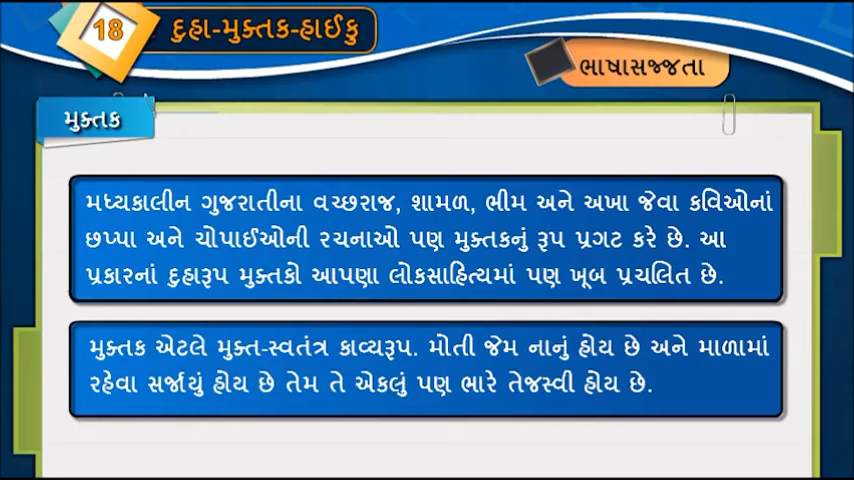 18 દુહા-મુક્તક-હાઈકુ
ભાષાસજ્જતા
મુક્તક
મધ્યકાલીન ગુજરાતીના વચ્છરાજ, શામળ, ભીમ અને અખા જેવા કવિઓનાં
છપ્પા અને ચોપાઈઓની રચનાઓ પણ મુક્તકનું રૂપ પ્રગટ કરે છે. આ
પ્રકારનાં દુહારૂપ મુક્તકો આપણા લોકસાહિત્યમાં પણ ખૂબ પ્રચલિત છે.
મુક્તક એટલે મુક્ત-સ્વતંત્ર કાવ્યરૂપ. મોતી જેમ નાનું હોય છે અને માળામાં
રહેવા સર્જાયું હોય છે તેમ તે એકલું પણ ભારે તેજસ્વી હોય છે.